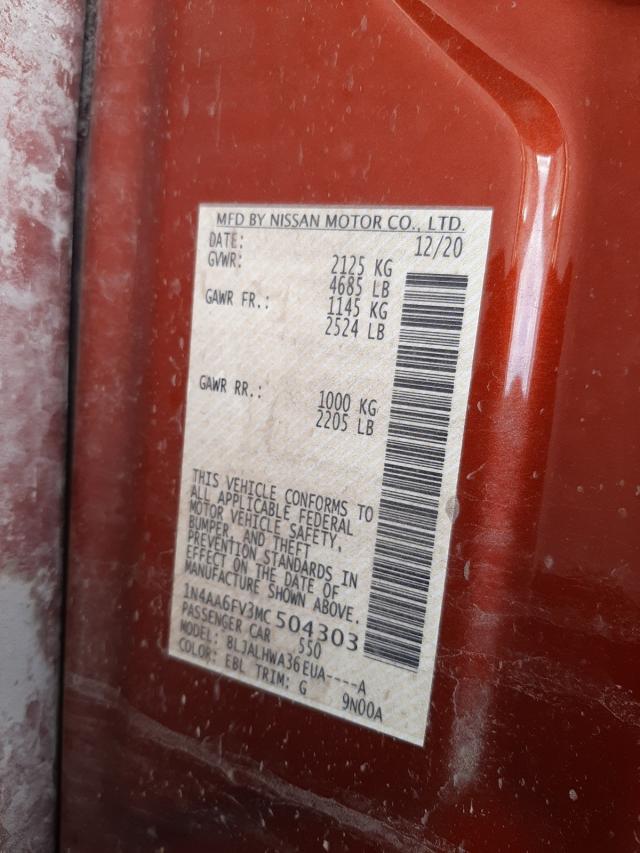 MFD BY NISSAN MOTOR CO., LTD.
DATE: 12/20
GVWR: 2125 KG
4685 LB
GAWR FR.: 1145 KG
2524 LB
GAWR RR.: 1000 KG
2205 LB
THIS VEHICLE CONFORMS TO
ALL APPLICABLE FEDERAL
MOTOR VEHICLE SAFETY,
BUMPER, AND THEFT
PREVENTION STANDARDS IN
EFFECT ON THE DATE OF
MANUFACTURE SHOWN ABOVE.
1N4AA6FV3MC504303
PASSENGER CAR 550
MODEL: BLJALHWA36EUA----A
COLOR: EBL TRIM: G 9N00A